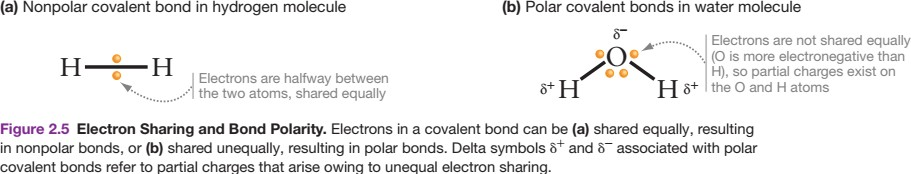 (a) Nonpolar covalent bond in hydrogen molecule
H H
Electrons are halfway between
the two atoms, shared equally
(b) Polar covalent bonds in water molecule
δ−
O
δ+ H H δ+
Electrons are not shared equally
(O is more electronegative than
H), so partial charges exist on
the O and H atoms
Figure 2.5 Electron Sharing and Bond Polarity. Electrons in a covalent bond can be (a) shared equally, resulting
in nonpolar bonds, or (b) shared unequally, resulting in polar bonds. Delta symbols δ+ and δ− associated with polar
covalent bonds refer to partial charges that arise owing to unequal electron sharing.